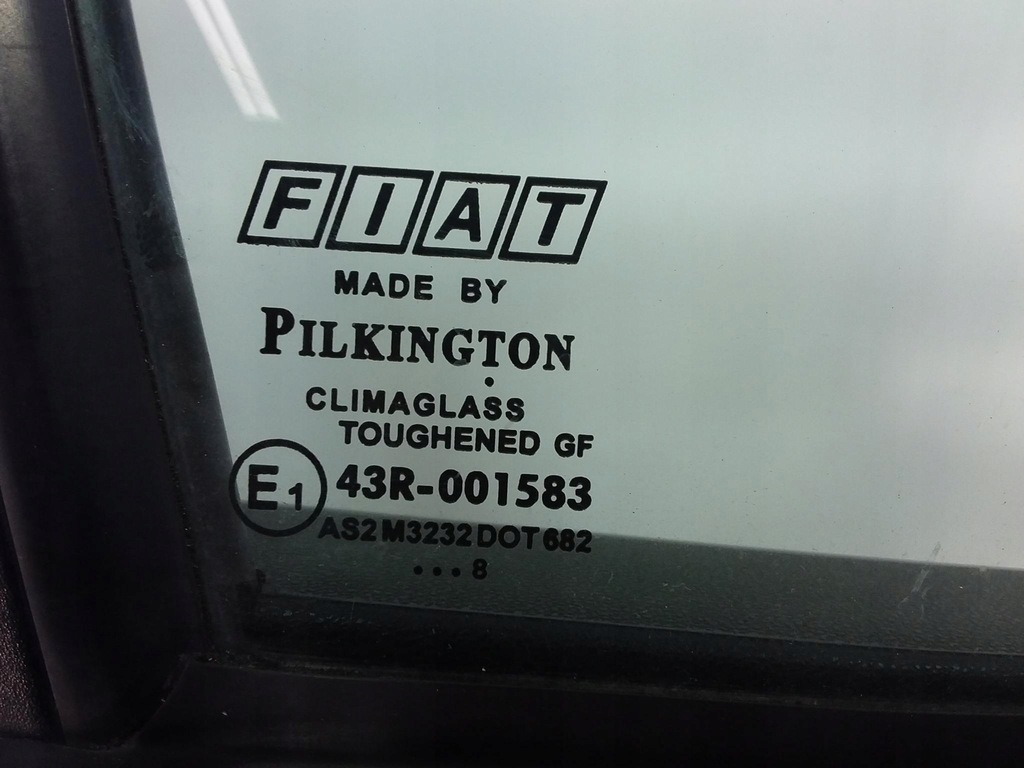 FIAT
MADE BY
PILKINGTON
CLIMAGLASS
TOUGHENED GF
E1 43R-001583
AS2 M3232 DOT 682
...8